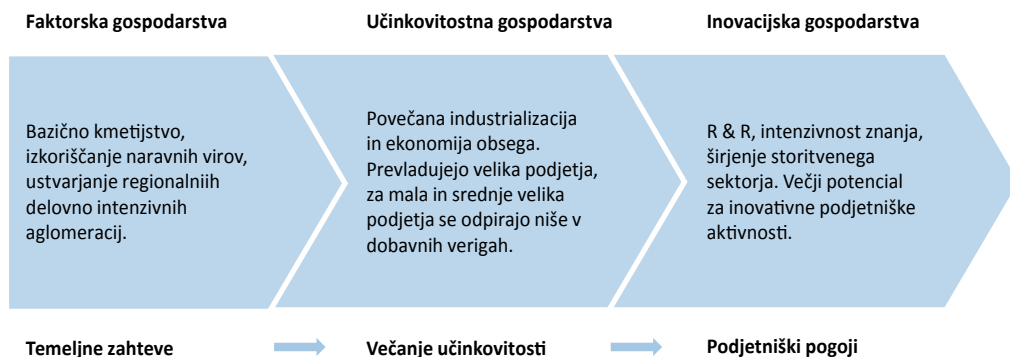 Faktorska gospodarstva
Učinkovitostna gospodarstva
Inovacijska gospodarstva
Bazično kmetijstvo,
izkoriščanje naravnih virov,
ustvarjanje regionalniih
delovno intenzivnih
aglomeracij.
Povečana industrializacija
in ekonomija obsega.
Prevladujejo velika podjetja,
za mala in srednje velika
podjetja se odpirajo niše v
dobavnih verigah.
R & R, intenzivnost znanja,
širjenje storitvenega
sektorja. Večji potencial
za inovativne podjetniške
aktivnosti.
Temeljne zahteve
Večanje učinkovitosti
Podjetniški pogoji